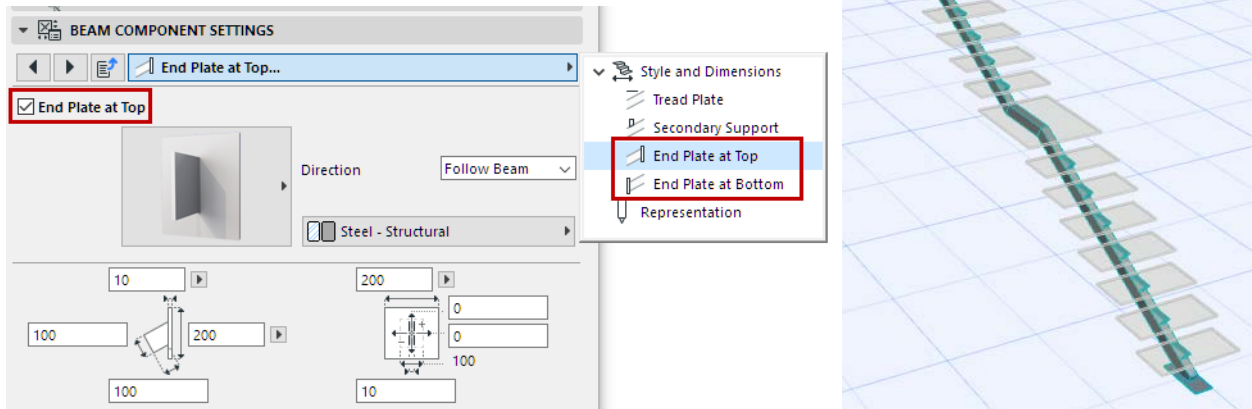 BEAM COMPONENT SETTINGS
End Plate at Top...
End Plate at Top
Direction
Follow Beam
Steel - Structural
10
100
200
100
200
0
0
100
10
Style and Dimensions
Tread Plate
Secondary Support
End Plate at Top
End Plate at Bottom
Representation